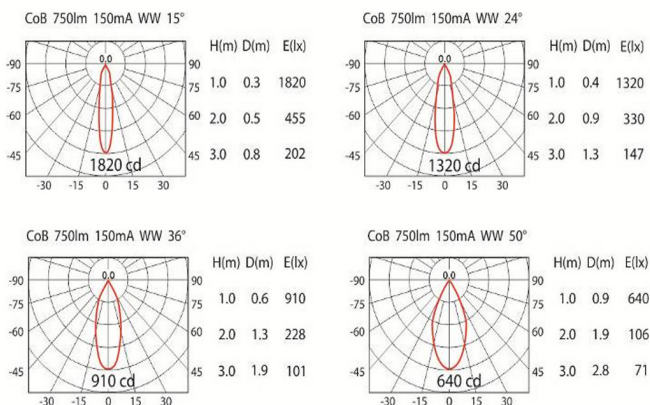 CoB 750lm 150mA WW 15°
H(m) D(m) E(lx)
0.0
-90 90
1.0 0.3 1820
-75 75
-60 60
2.0 0.5 455
-45 45
3.0 0.8 202
1820 cd
-30 -15 0 15 30
CoB 750lm 150mA WW 24°
H(m) D(m) E(lx)
0.0
-90 90
1.0 0.4 1320
-75 75
-60 60
2.0 0.9 330
-45 45
3.0 1.3 147
1320 cd
-30 -15 0 15 30
CoB 750lm 150mA WW 36°
H(m) D(m) E(lx)
0.0
-90 90
1.0 0.6 910
-75 75
-60 60
2.0 1.3 228
-45 45
3.0 1.9 101
910 cd
-30 -15 0 15 30
CoB 750lm 150mA WW 50°
H(m) D(m) E(lx)
0.0
-90 90
1.0 0.9 640
-75 75
-60 60
2.0 1.9 106
-45 45
3.0 2.8 71
640 cd
-30 -15 0 15 30